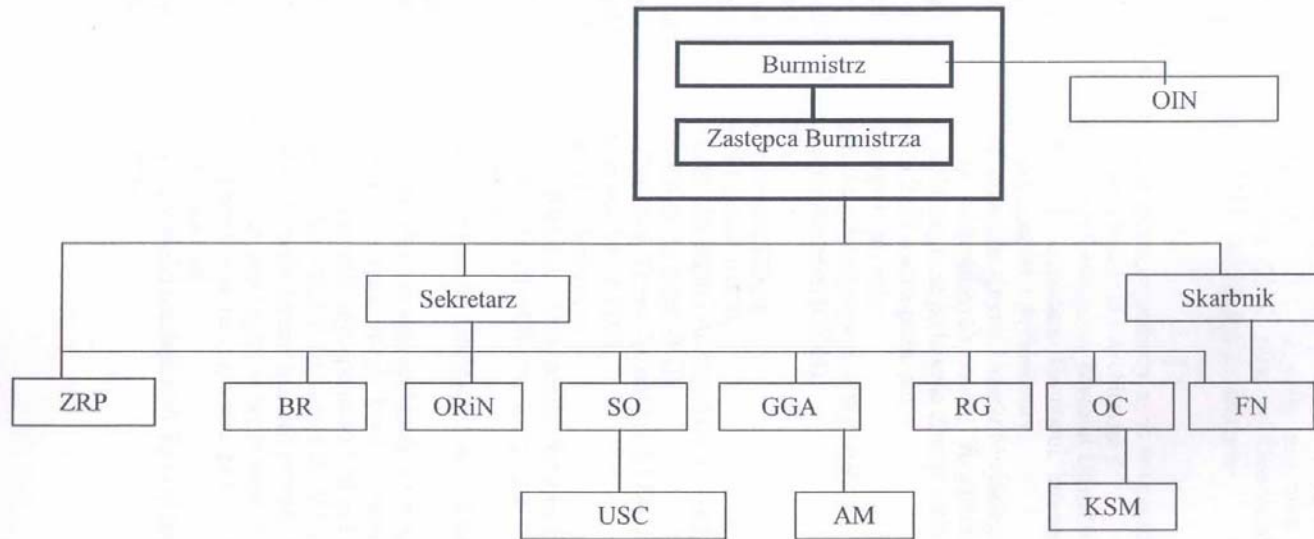 Burmistrz
OIN
Zastępca Burmistrza
Sekretarz
Skarbnik
ZRP
BR
ORiN
SO
GGA
RG
OC
FN
USC
AM
KSM